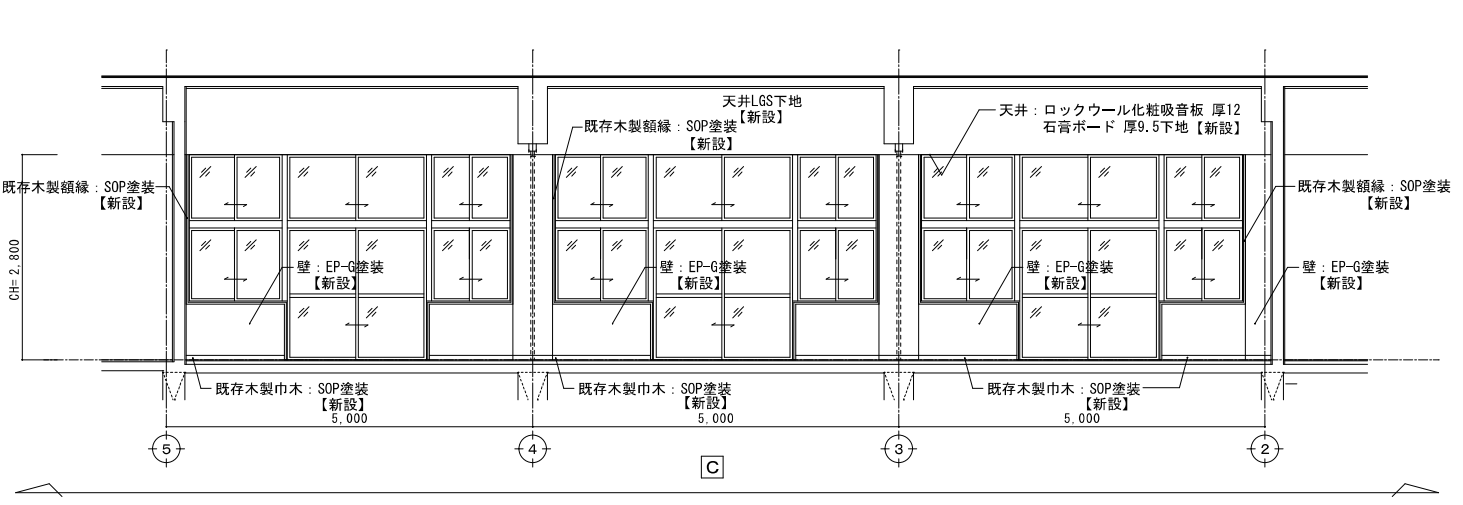 天井LGS下地
【新設】
天井：ロックウール化粧吸音板 厚12
石膏ボード 厚9.5下地【新設】
既存木製額縁：SOP塗装
【新設】
既存木製額縁：SOP塗装
【新設】
既存木製額縁：SOP塗装
【新設】
CH=2,800
壁：EP-G塗装
【新設】
壁：EP-G塗装
【新設】
壁：EP-G塗装
【新設】
壁：EP-G塗装
【新設】
既存木製巾木：SOP塗装
【新設】
既存木製巾木：SOP塗装
【新設】
既存木製巾木：SOP塗装
【新設】
5,000
5,000
5,000
5
4
3
2
C